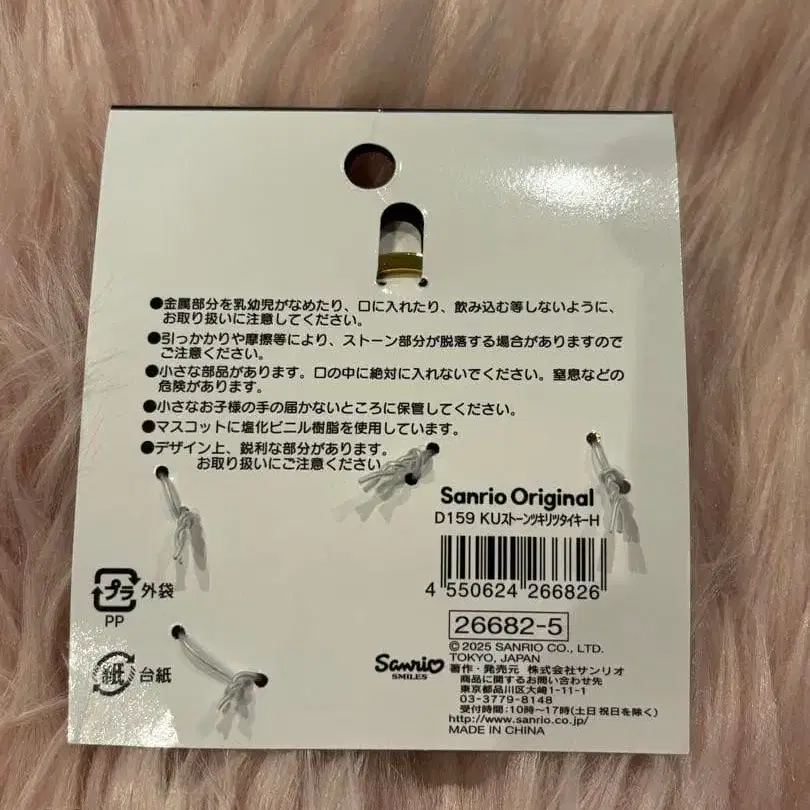 ●金属部分を乳幼児がなめたり、口に入れたり、飲み込む等しないように、
お取り扱いに注意してください。
●引っかかりや摩擦等により、ストーン部分が脱落する場合がありますので
ご注意ください。
●小さな部品があります。口の中に絶対に入れないでください。窒息などの
危険があります。
●小さなお子様の手の届かないところに保管してください。
●マスコットに塩化ビニル樹脂を使用しています。
●デザイン上、鋭利な部分があります。
お取り扱いにご注意ください
Sanrio Original
D159 KUストーンツキリツタイキーH
4 550624 266826
26682-5
プラ 外袋
PP
紙 台紙
Sanrio
SMILES
© 2025 SANRIO CO., LTD.
TOKYO, JAPAN
著作・発売元 株式会社サンリオ
商品に関するお問い合わせ先
東京都品川区大崎1-11-1
03-3779-8148
受付時間:10時～17時(土日祝日を除く)
http://www.sanrio.co.jp/
MADE IN CHINA